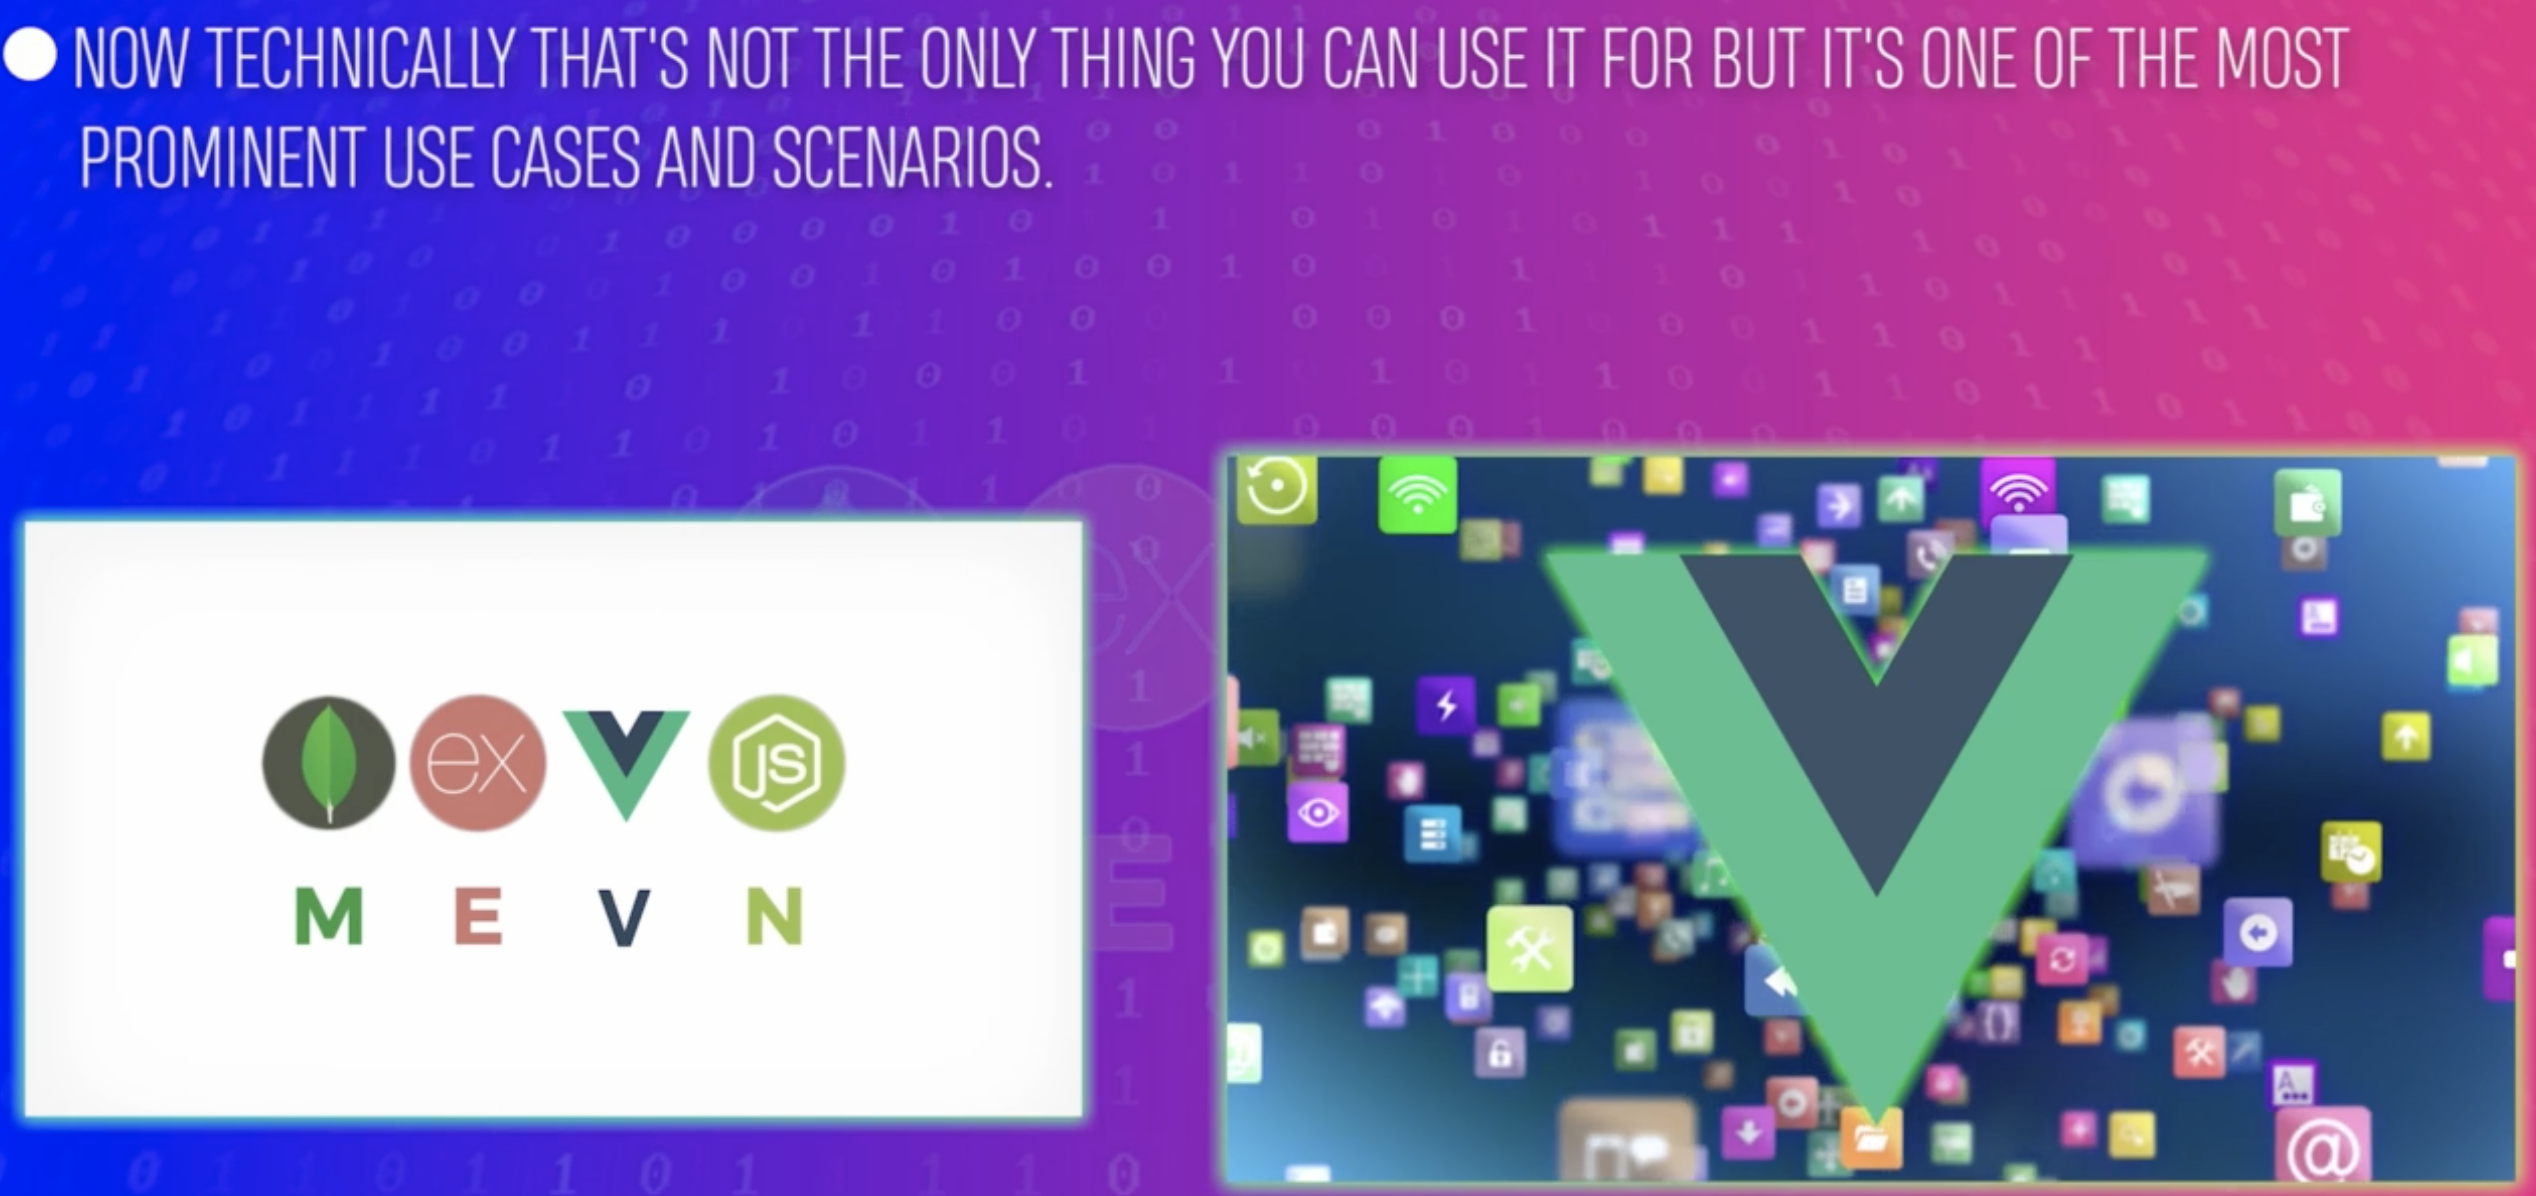 NOW TECHNICALLY THAT'S NOT THE ONLY THING YOU CAN USE IT FOR BUT IT'S ONE OF THE MOST
PROMINENT USE CASES AND SCENARIOS.
ex
JS
M E V N
ex
E
@